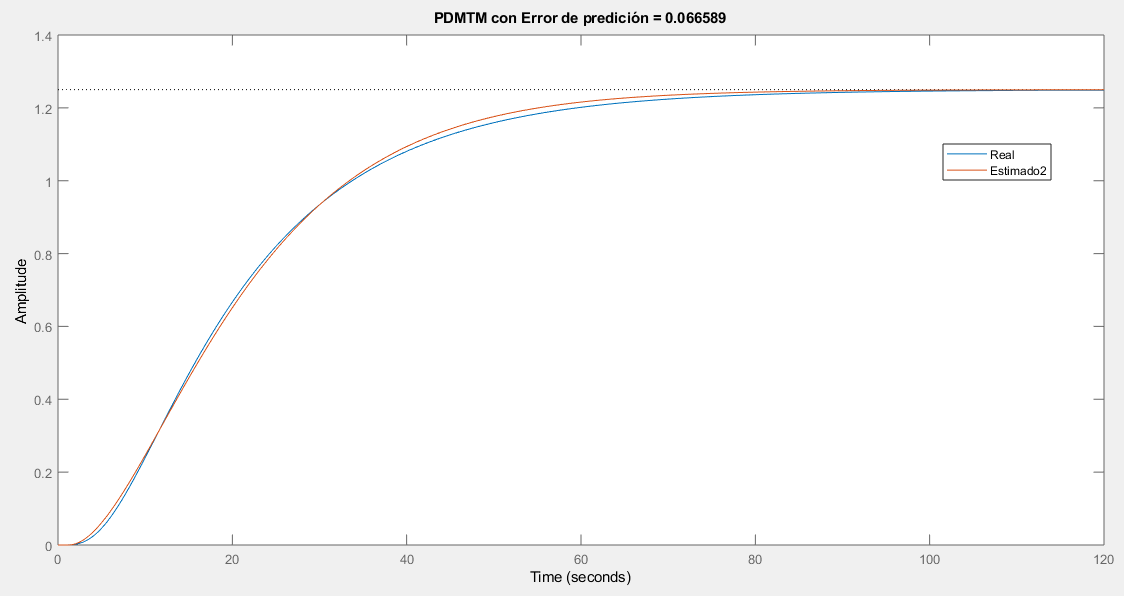 PDMTM con Error de predición = 0.066589
1.4
1.2
1
0.8
0.6
0.4
0.2
0
Amplitude
Real
Estimado2
0 20 40 60 80 100 120
Time (seconds)